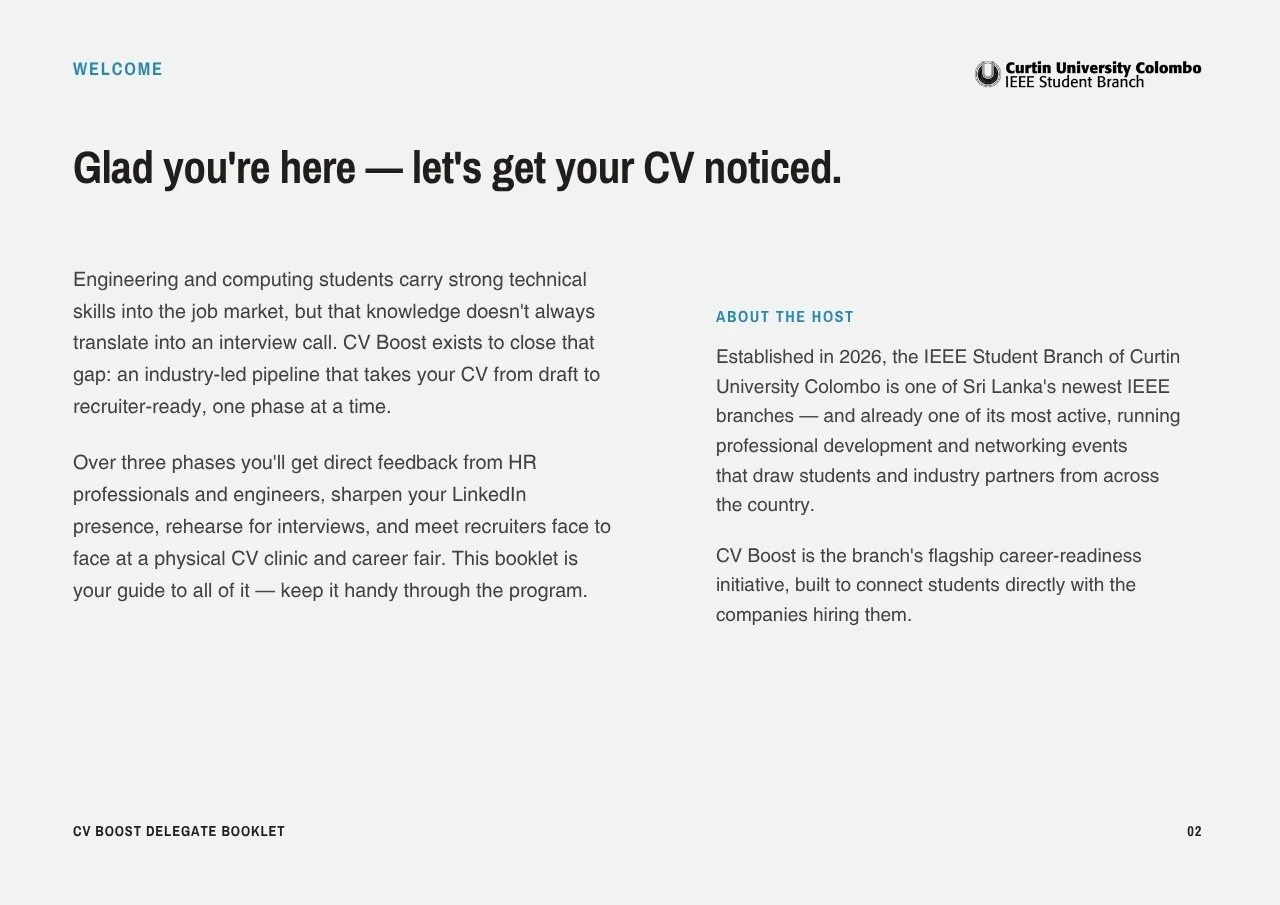 WELCOME
Curtin University Colombo
IEEE Student Branch
Glad you're here — let's get your CV noticed.
Engineering and computing students carry strong technical
skills into the job market, but that knowledge doesn't always
translate into an interview call. CV Boost exists to close that
gap: an industry-led pipeline that takes your CV from draft to
recruiter-ready, one phase at a time.
Over three phases you'll get direct feedback from HR
professionals and engineers, sharpen your LinkedIn
presence, rehearse for interviews, and meet recruiters face to
face at a physical CV clinic and career fair. This booklet is
your guide to all of it — keep it handy through the program.
ABOUT THE HOST
Established in 2026, the IEEE Student Branch of Curtin
University Colombo is one of Sri Lanka's newest IEEE
branches — and already one of its most active, running
professional development and networking events
that draw students and industry partners from across
the country.
CV Boost is the branch's flagship career-readiness
initiative, built to connect students directly with the
companies hiring them.
CV BOOST DELEGATE BOOKLET
02